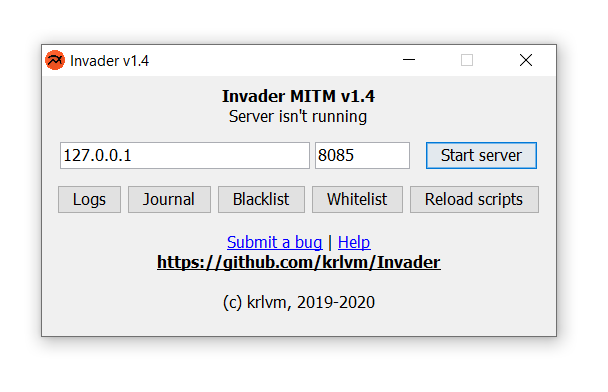 Invader v1.4
Invader MITM v1.4
Server isn't running
127.0.0.1 8085 Start server
Logs Journal Blacklist Whitelist Reload scripts
Submit a bug | Help
https://github.com/krlvm/Invader
(c) krlvm, 2019-2020